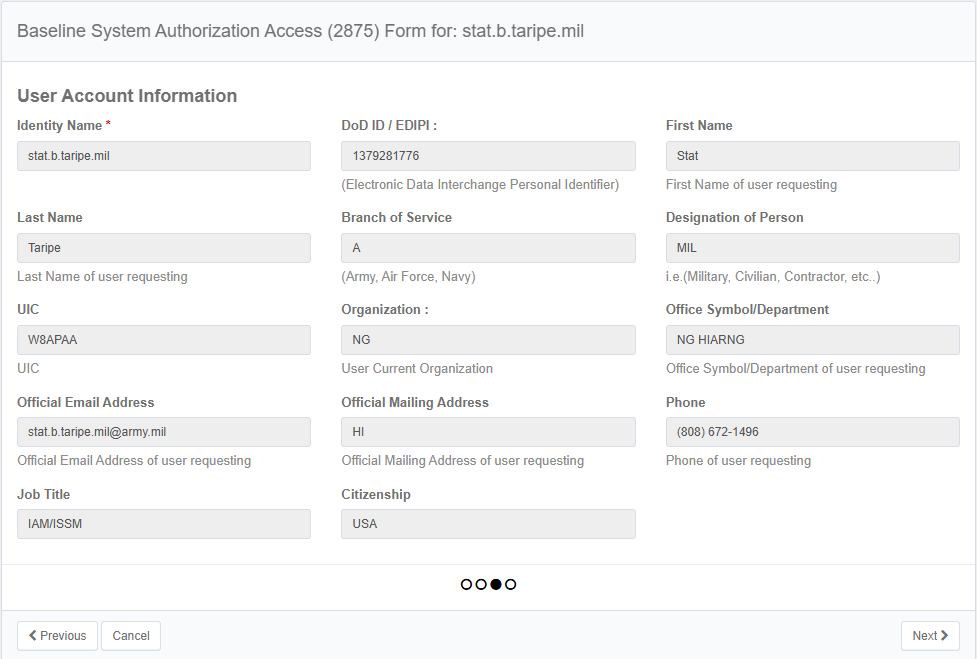 Baseline System Authorization Access (2875) Form for: stat.b.taripe.mil
User Account Information
Identity Name * DoD ID / EDIPI : First Name
stat.b.taripe.mil 1379281776 Stat
(Electronic Data Interchange Personal Identifier) First Name of user requesting
Last Name Branch of Service Designation of Person
Taripe A MIL
Last Name of user requesting (Army, Air Force, Navy) i.e.(Military, Civilian, Contractor, etc..)
UIC Organization : Office Symbol/Department
W8APAA NG NG HIARNG
UIC User Current Organization Office Symbol/Department of user requesting
Official Email Address Official Mailing Address Phone
stat.b.taripe.mil@army.mil HI (808) 672-1496
Official Email Address of user requesting Official Mailing Address of user requesting Phone of user requesting
Job Title Citizenship
IAM/ISSM USA
Previous Cancel Next